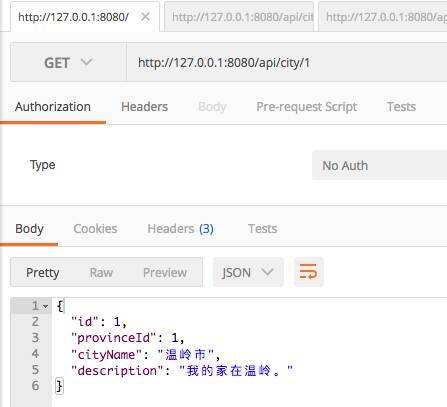 http://127.0.0.1:8080/ × http://127.0.0.1:8080/api/cit http://127.0.0.1:8080/ap
GET http://127.0.0.1:8080/api/city/1
Authorization Headers Body Pre-request Script Tests
Type No Auth
Body Cookies Headers (3) Tests
Pretty Raw Preview JSON
1 {
2 "id": 1,
3 "provinceId": 1,
4 "cityName": "温岭市",
5 "description": "我的家在温岭。"
6 }